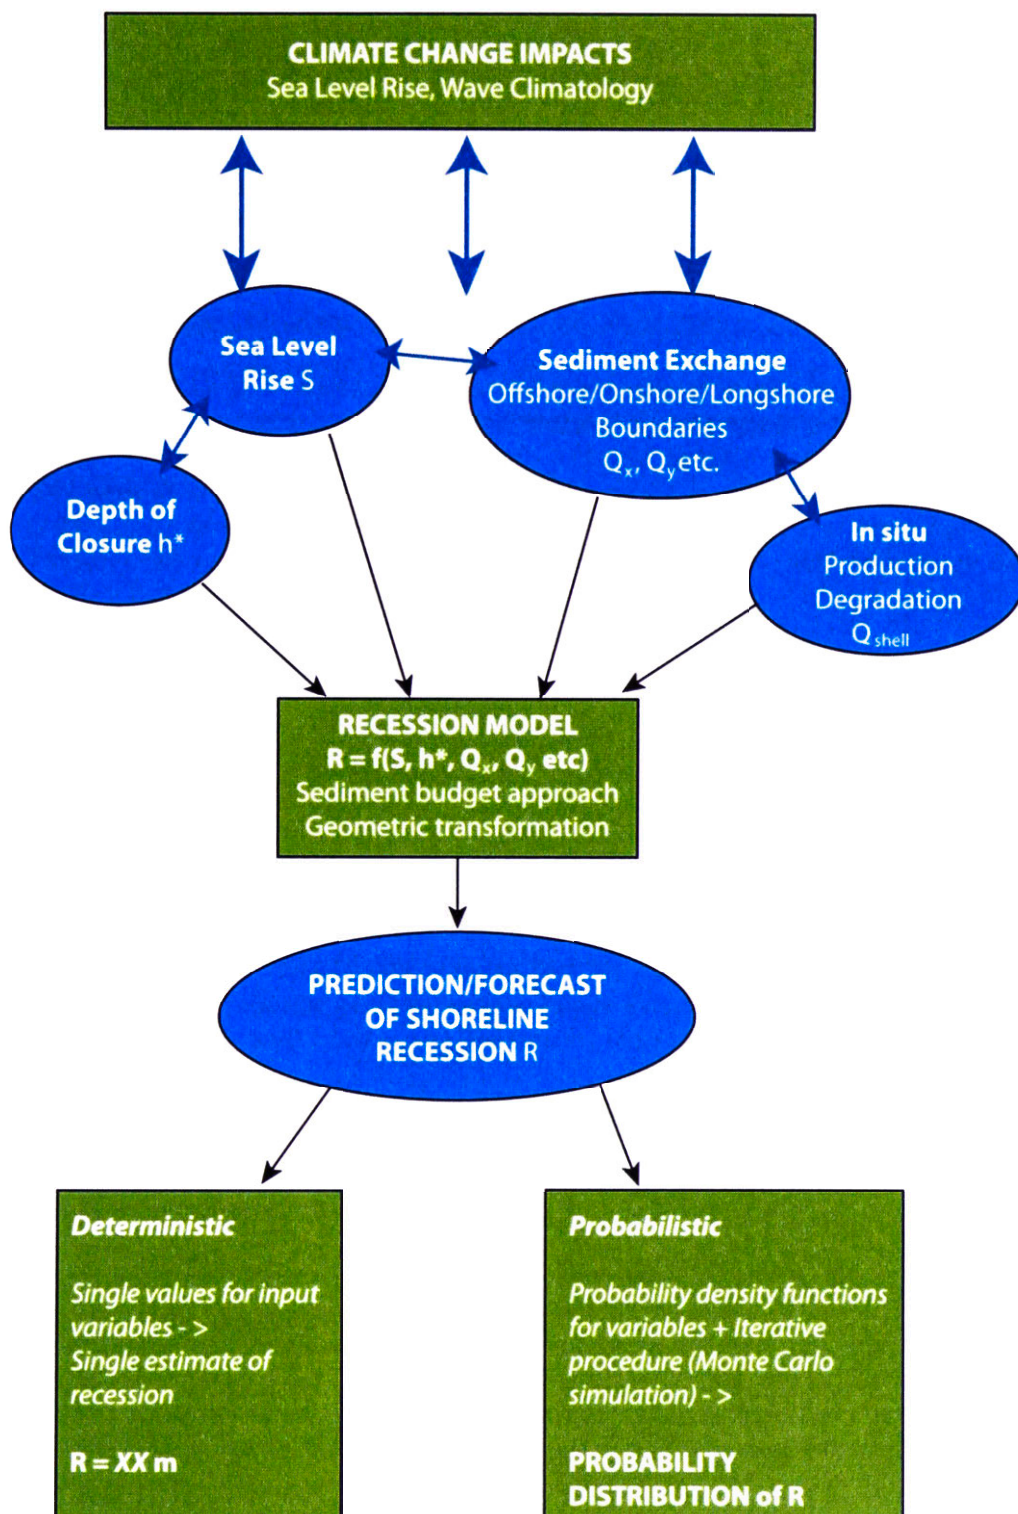 CLIMATE CHANGE IMPACTS
Sea Level Rise, Wave Climatology
Sea Level
Rise S
Sediment Exchange
Offshore/Onshore/Longshore
Boundaries
Qx, Qy etc.
Depth of
Closure h*
In situ
Production
Degradation
Q shell
RECESSION MODEL
R = f(S, h*, Qx, Qy etc)
Sediment budget approach
Geometric transformation
PREDICTION/FORECAST
OF SHORELINE
RECESSION R
Deterministic
Single values for input
variables - >
Single estimate of
recession
R = XX m
Probabilistic
Probability density functions
for variables + Iterative
procedure (Monte Carlo
simulation) - >
PROBABILITY
DISTRIBUTION of R